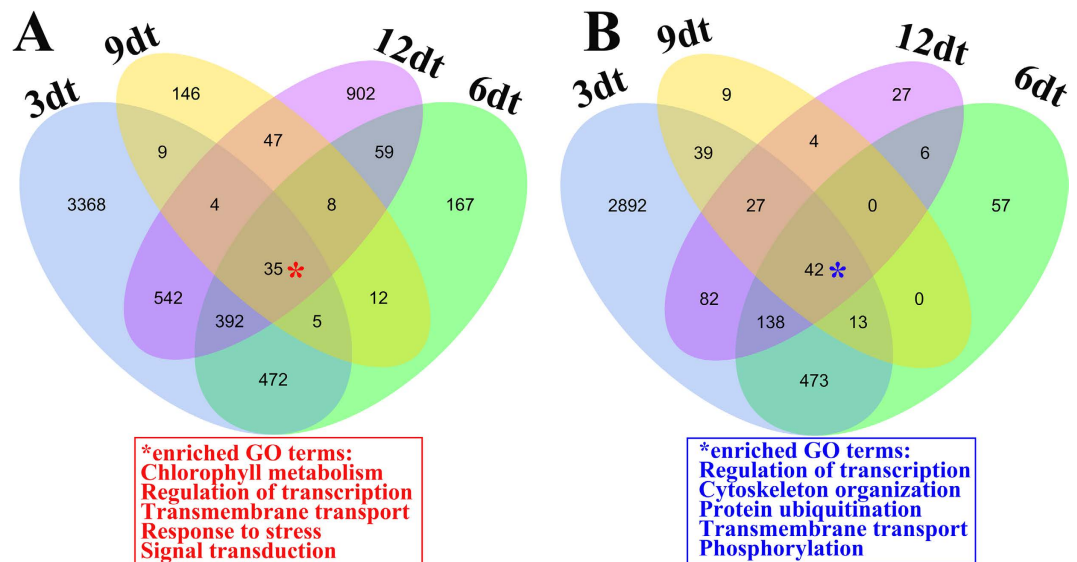 A
3dt
9dt
12dt
6dt
146
902
9
47
59
3368
4
8
167
35*
542
392
5
12
472
*enriched GO terms:
Chlorophyll metabolism
Regulation of transcription
Transmembrane transport
Response to stress
Signal transduction
B
3dt
9dt
12dt
6dt
9
27
39
4
6
2892
27
0
57
42*
82
138
13
0
473
*enriched GO terms:
Regulation of transcription
Cytoskeleton organization
Protein ubiquitination
Transmembrane transport
Phosphorylation